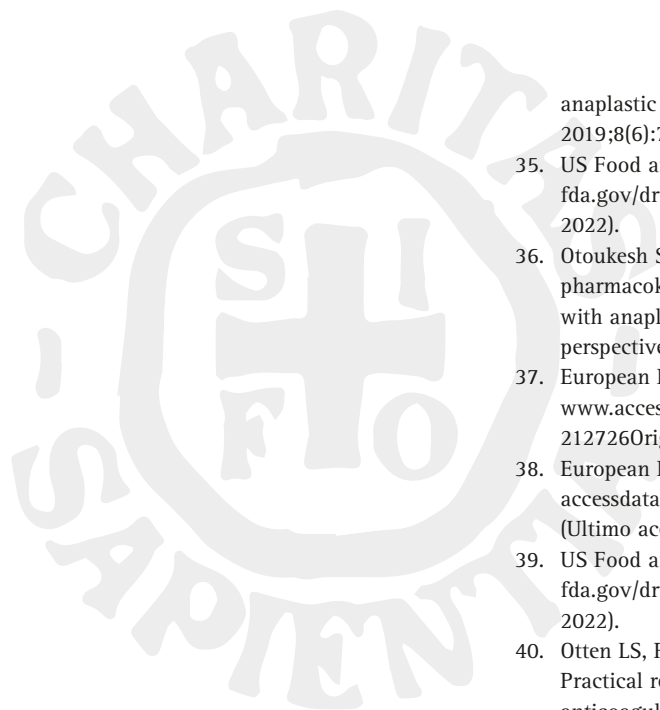 CHARITAS - SAPIENTIA -
S I
F O
anaplastic
2019;8(6):7
35. US Food a
fda.gov/dr
2022).
36. Otoukesh S
pharmacok
with anapl
perspective
37. European
www.acces
212726Orig
38. European
accessdata
(Ultimo ac
39. US Food a
fda.gov/dr
2022).
40. Otten LS, F
Practical re